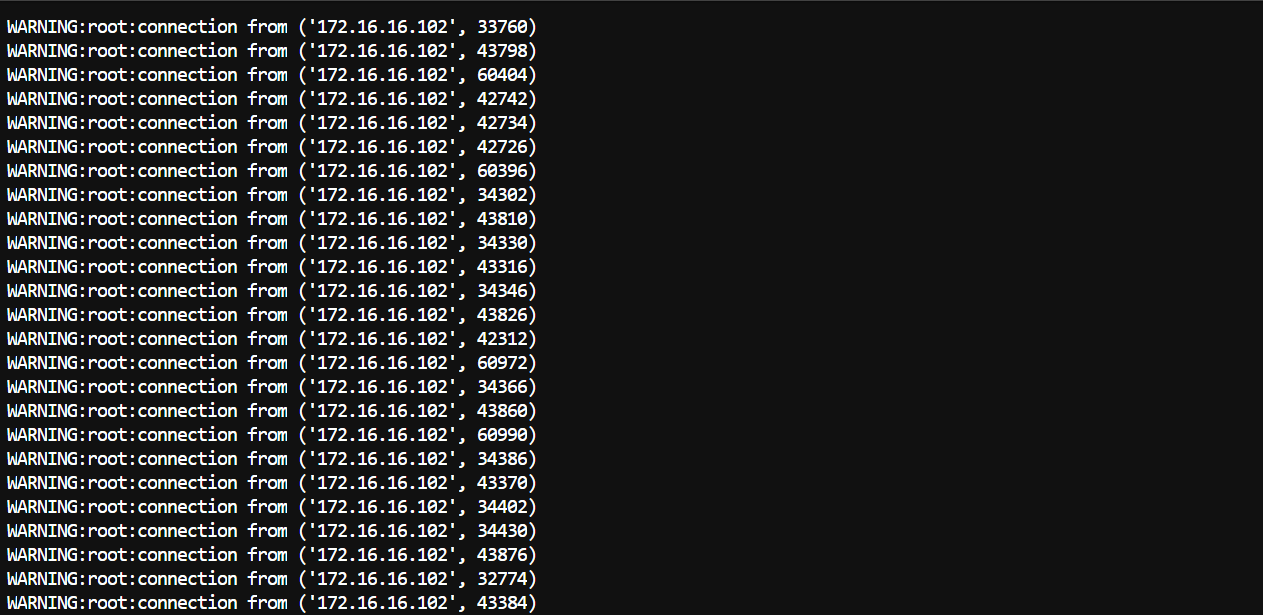 WARNING:root:connection from ('172.16.16.102', 33760)
WARNING:root:connection from ('172.16.16.102', 43798)
WARNING:root:connection from ('172.16.16.102', 60404)
WARNING:root:connection from ('172.16.16.102', 42742)
WARNING:root:connection from ('172.16.16.102', 42734)
WARNING:root:connection from ('172.16.16.102', 42726)
WARNING:root:connection from ('172.16.16.102', 60396)
WARNING:root:connection from ('172.16.16.102', 34302)
WARNING:root:connection from ('172.16.16.102', 43810)
WARNING:root:connection from ('172.16.16.102', 34330)
WARNING:root:connection from ('172.16.16.102', 43316)
WARNING:root:connection from ('172.16.16.102', 34346)
WARNING:root:connection from ('172.16.16.102', 43826)
WARNING:root:connection from ('172.16.16.102', 42312)
WARNING:root:connection from ('172.16.16.102', 60972)
WARNING:root:connection from ('172.16.16.102', 34366)
WARNING:root:connection from ('172.16.16.102', 43860)
WARNING:root:connection from ('172.16.16.102', 60990)
WARNING:root:connection from ('172.16.16.102', 34386)
WARNING:root:connection from ('172.16.16.102', 43370)
WARNING:root:connection from ('172.16.16.102', 34402)
WARNING:root:connection from ('172.16.16.102', 34430)
WARNING:root:connection from ('172.16.16.102', 43876)
WARNING:root:connection from ('172.16.16.102', 32774)
WARNING:root:connection from ('172.16.16.102', 43384)